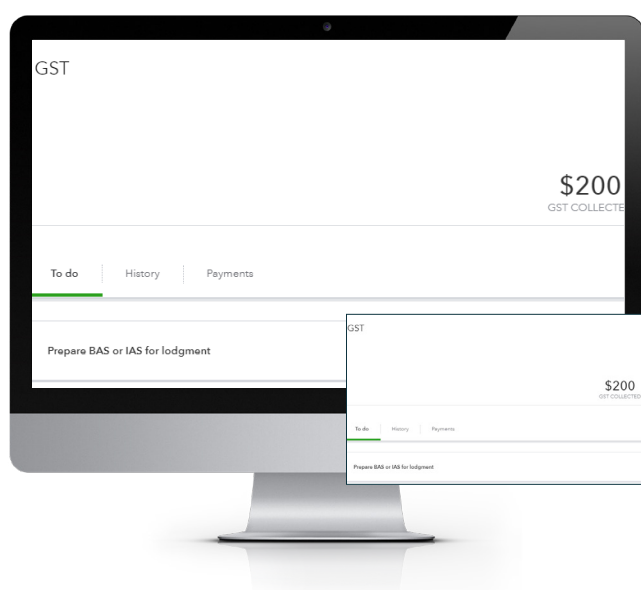 GST
$200
GST COLLECTE
To do
History
Payments
Prepare BAS or IAS for lodgment
GST
$200
GST COLLECTED
To do
History
Payments
Prepare BAS or IAS for lodgment